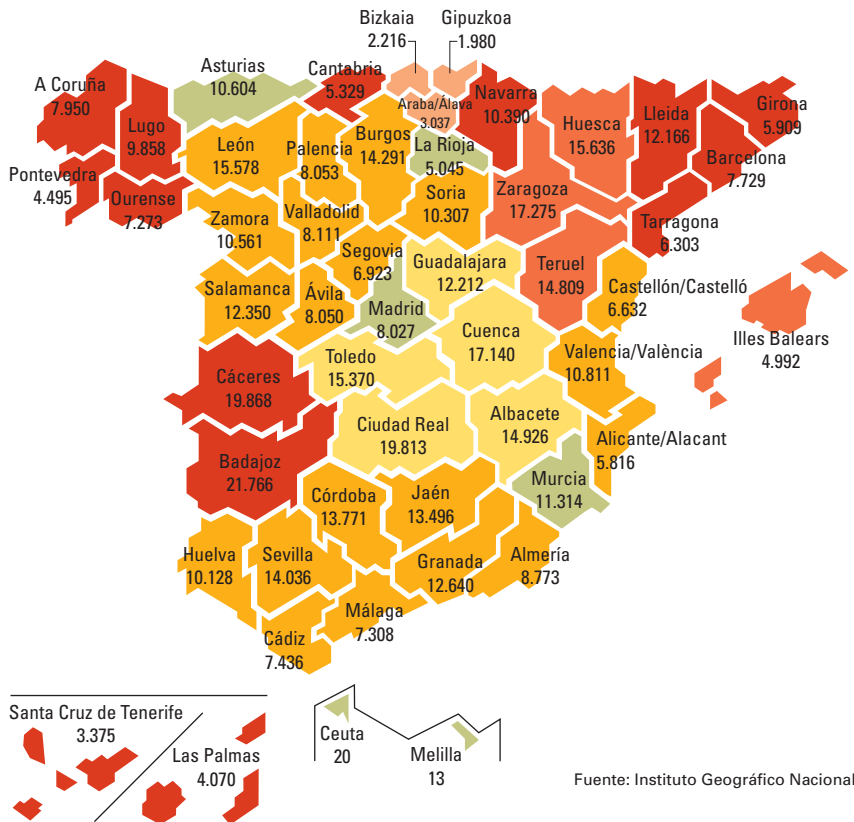 Bizkaia
2.216
Gipuzkoa
1.980
A Coruña
7.950
Asturias
10.604
Cantabria
5.329
Araba/Álava
3.037
Navarra
10.390
Huesca
15.636
Lleida
12.166
Girona
5.909
Lugo
9.858
León
15.578
Palencia
8.053
Burgos
14.291
La Rioja
5.045
Barcelona
7.729
Pontevedra
4.495
Ourense
7.273
Zamora
10.561
Valladolid
8.111
Soria
10.307
Zaragoza
17.275
Tarragona
6.303
Segovia
6.923
Guadalajara
12.212
Teruel
14.809
Castellón/Castelló
6.632
Salamanca
12.350
Ávila
8.050
Madrid
8.027
Cuenca
17.140
Illes Balears
4.992
Toledo
15.370
Valencia/València
10.811
Cáceres
19.868
Ciudad Real
19.813
Albacete
14.926
Alicante/Alacant
5.816
Badajoz
21.766
Córdoba
13.771
Jaén
13.496
Murcia
11.314
Huelva
10.128
Sevilla
14.036
Granada
12.640
Almería
8.773
Málaga
7.308
Cádiz
7.436
Santa Cruz de Tenerife
3.375
Las Palmas
4.070
Ceuta
20
Melilla
13
Fuente: Instituto Geográfico Nacional